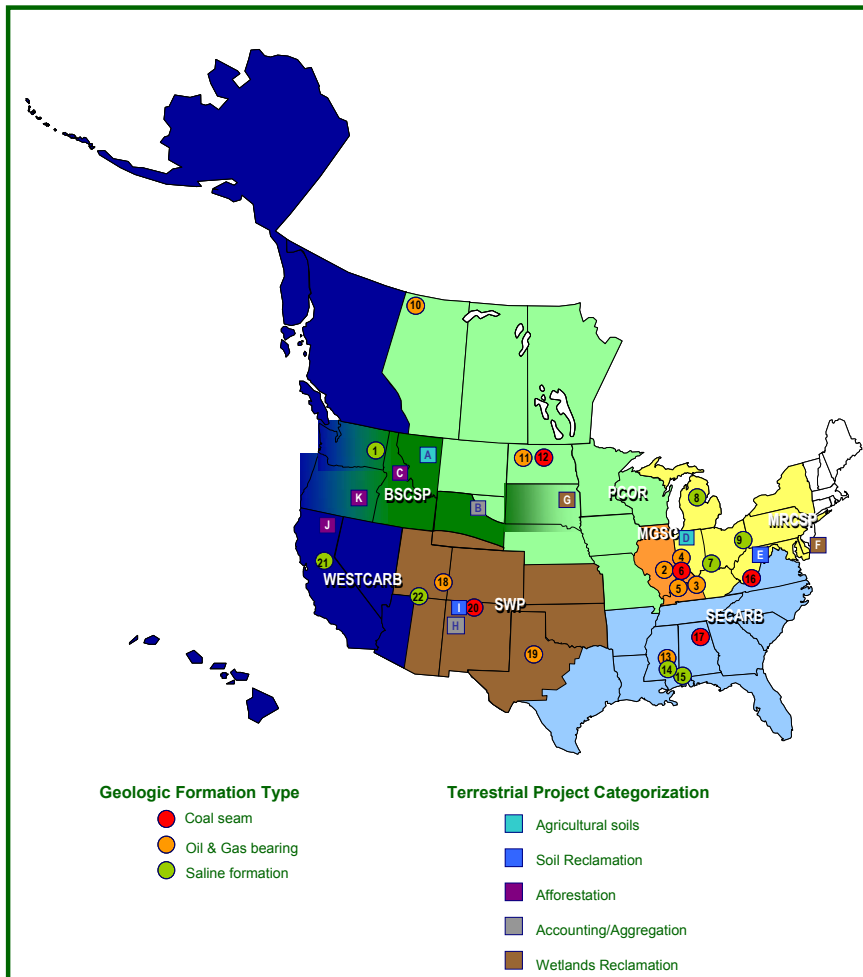 10
1
A
11
12
C
BSCSP
PCOR
8
K
B
G
MRCSP
J
MGSC
D
9
F
E
21
WESTCARB
4
7
2
6
16
18
5
3
22
SWP
I
20
SECARB
H
17
19
13
14
15
Geologic Formation Type
Coal seam
Oil & Gas bearing
Saline formation
Terrestrial Project Categorization
Agricultural soils
Soil Reclamation
Afforestation
Accounting/Aggregation
Wetlands Reclamation